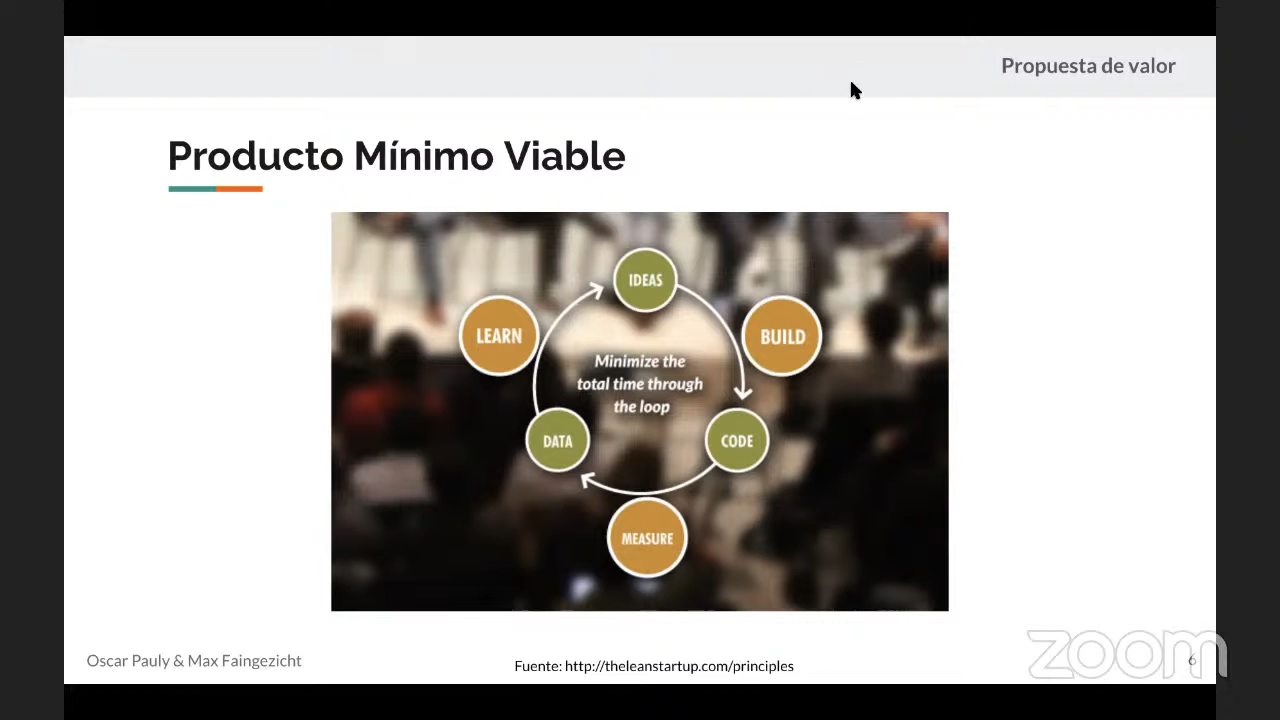 Propuesta de valor
Producto Mínimo Viable
IDEAS
LEARN
BUILD
Minimize the
total time through
the loop
DATA
CODE
MEASURE
Oscar Pauly & Max Faingezicht
Fuente: http://theleanstartup.com/principles
zoom
6